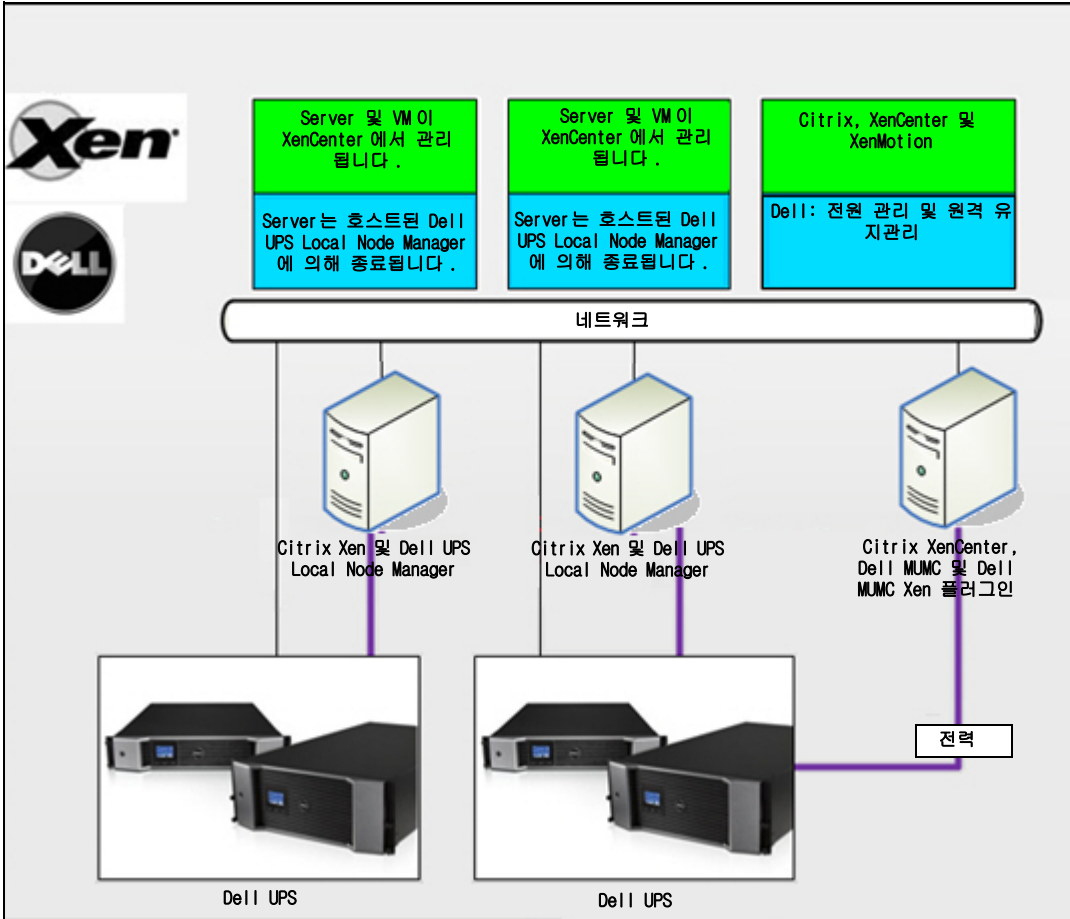 Xen
DELL
Server 및 VM이
XenCenter에서 관리
됩니다.
Server 및 VM이
XenCenter에서 관리
됩니다.
Citrix, XenCenter 및
XenMotion
Server는 호스트된 Dell
UPS Local Node Manager
에 의해 종료됩니다.
Server는 호스트된 Dell
UPS Local Node Manager
에 의해 종료됩니다.
Dell: 전원 관리 및 원격 유
지관리
네트워크
Citrix Xen 및 Dell UPS
Local Node Manager
Citrix Xen 및 Dell UPS
Local Node Manager
Citrix XenCenter,
Dell MUMC 및 Dell
MUMC Xen 플러그인
전력
Dell UPS
Dell UPS